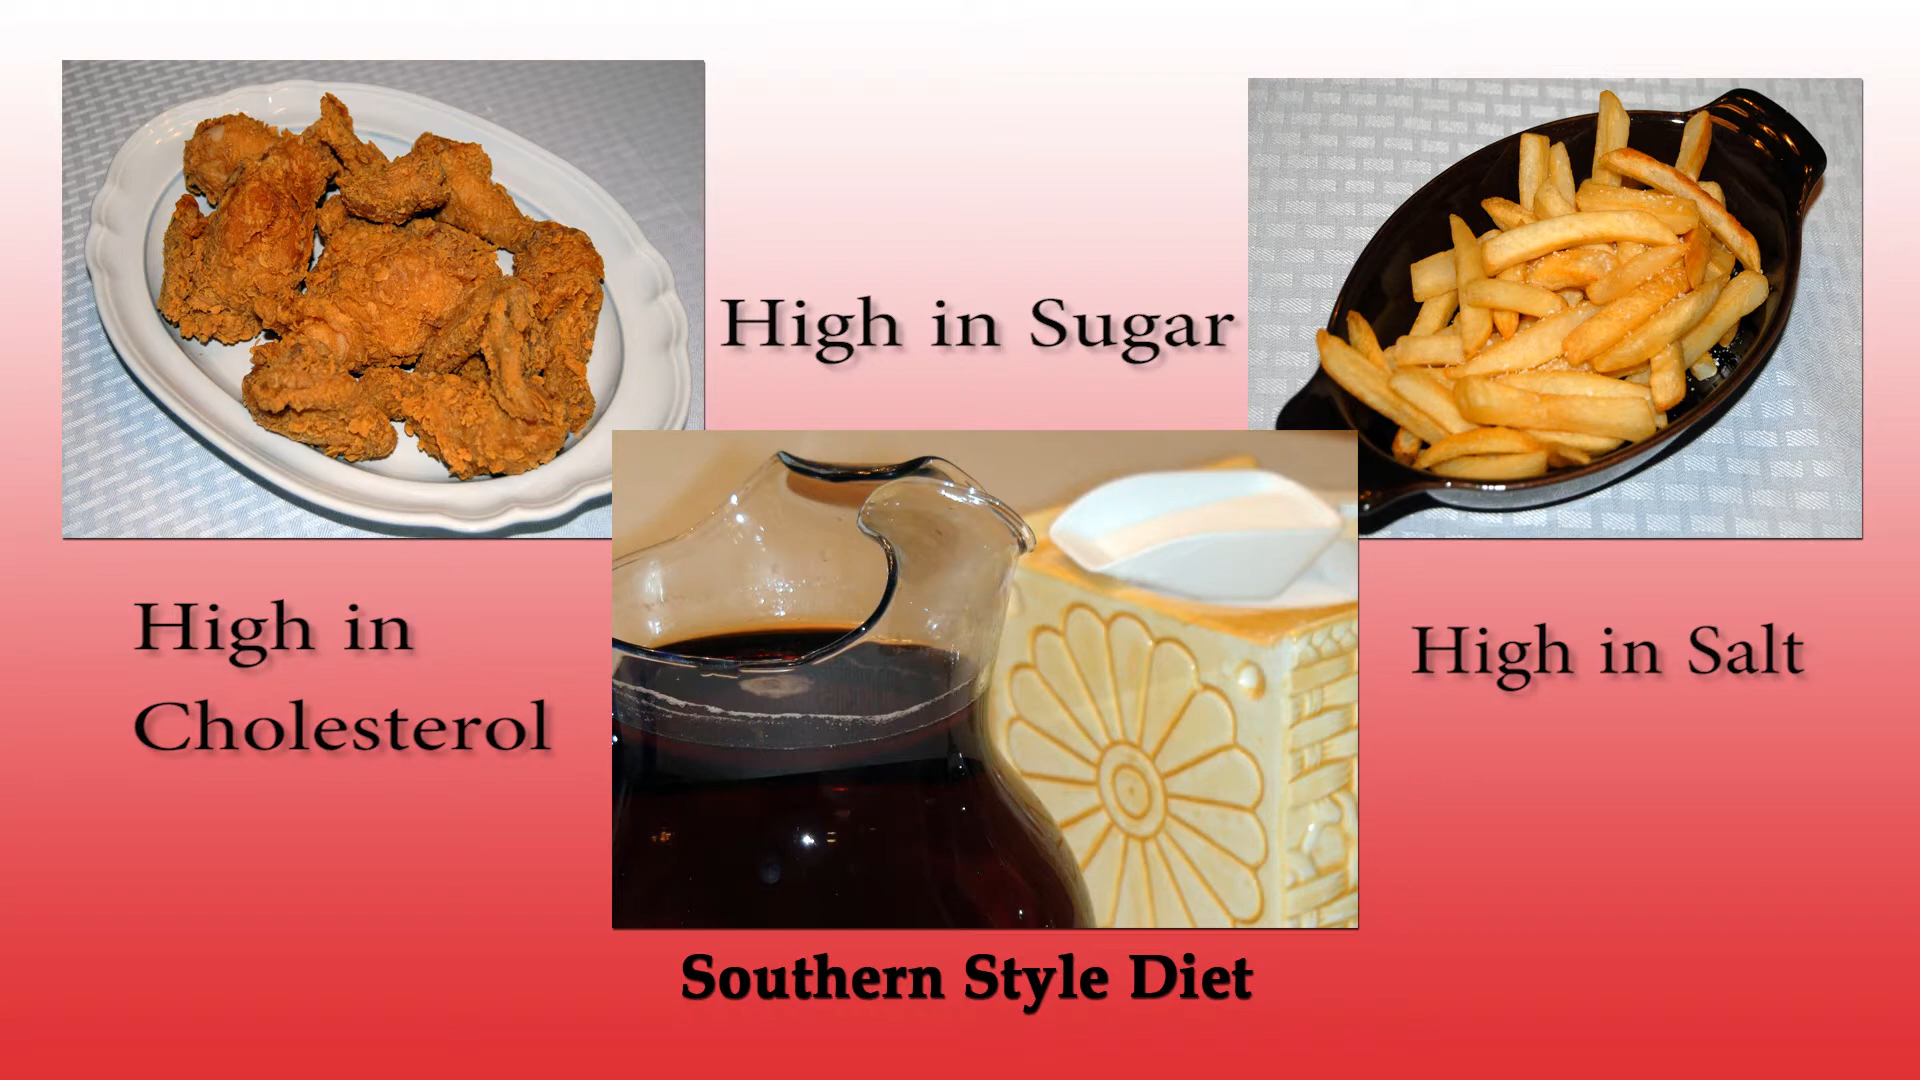 High in Sugar
High in
Cholesterol
High in Salt
Southern Style Diet